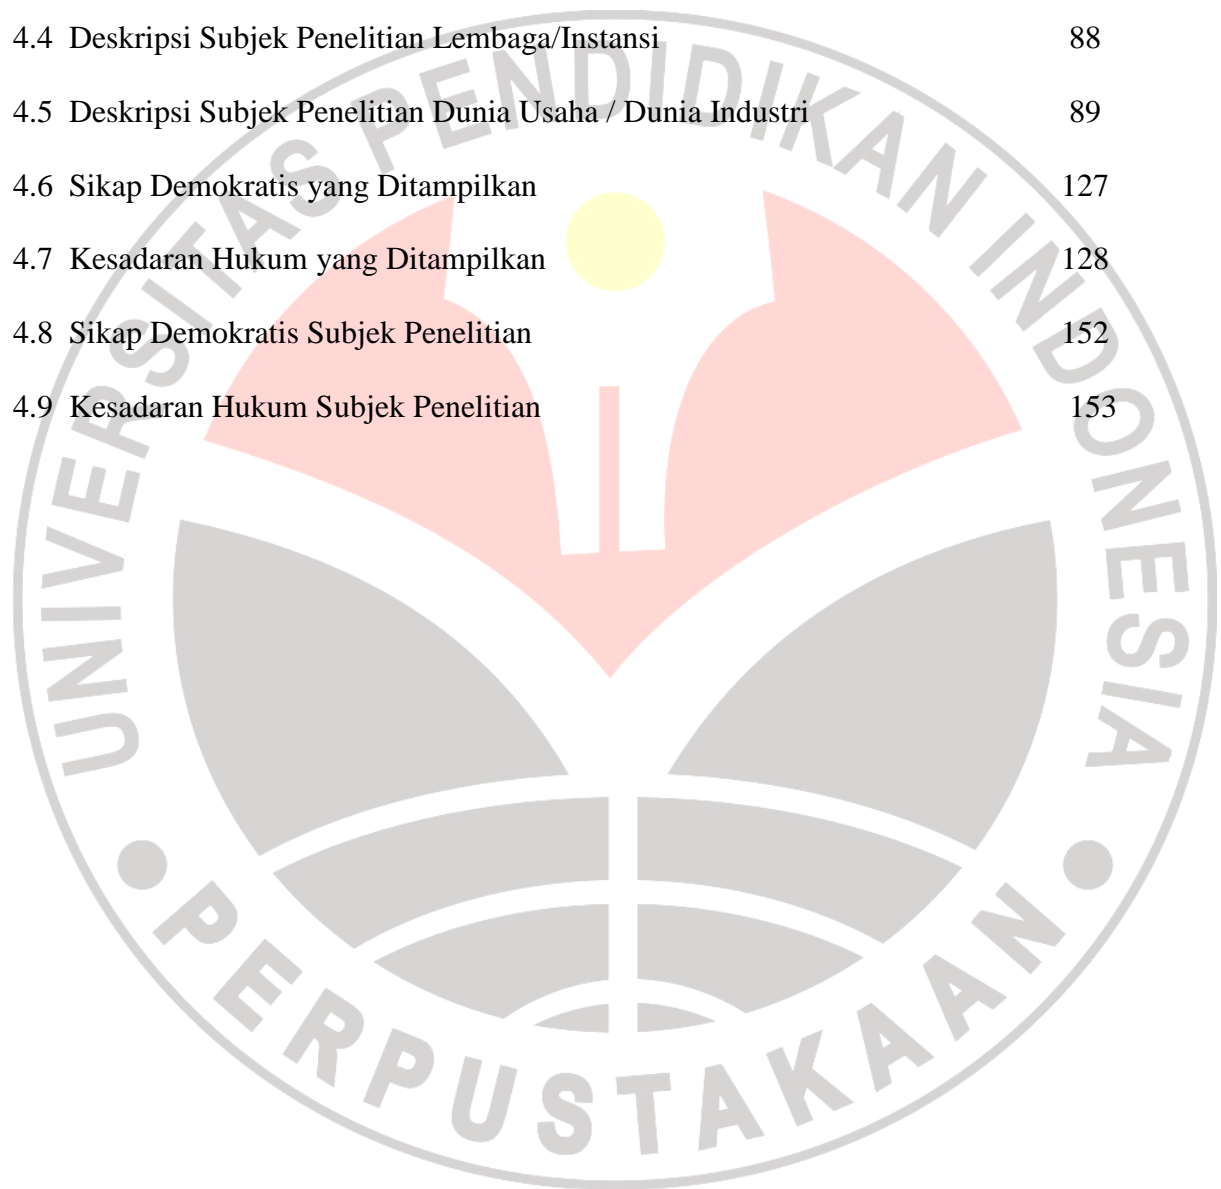 4.4 Deskripsi Subjek Penelitian Lembaga/Instansi 88
4.5 Deskripsi Subjek Penelitian Dunia Usaha / Dunia Industri 89
4.6 Sikap Demokratis yang Ditampilkan 127
4.7 Kesadaran Hukum yang Ditampilkan 128
4.8 Sikap Demokratis Subjek Penelitian 152
4.9 Kesadaran Hukum Subjek Penelitian 153
UNIVERSITAS PENDIDIKAN INDONESIA
PERPUSTAKAAN